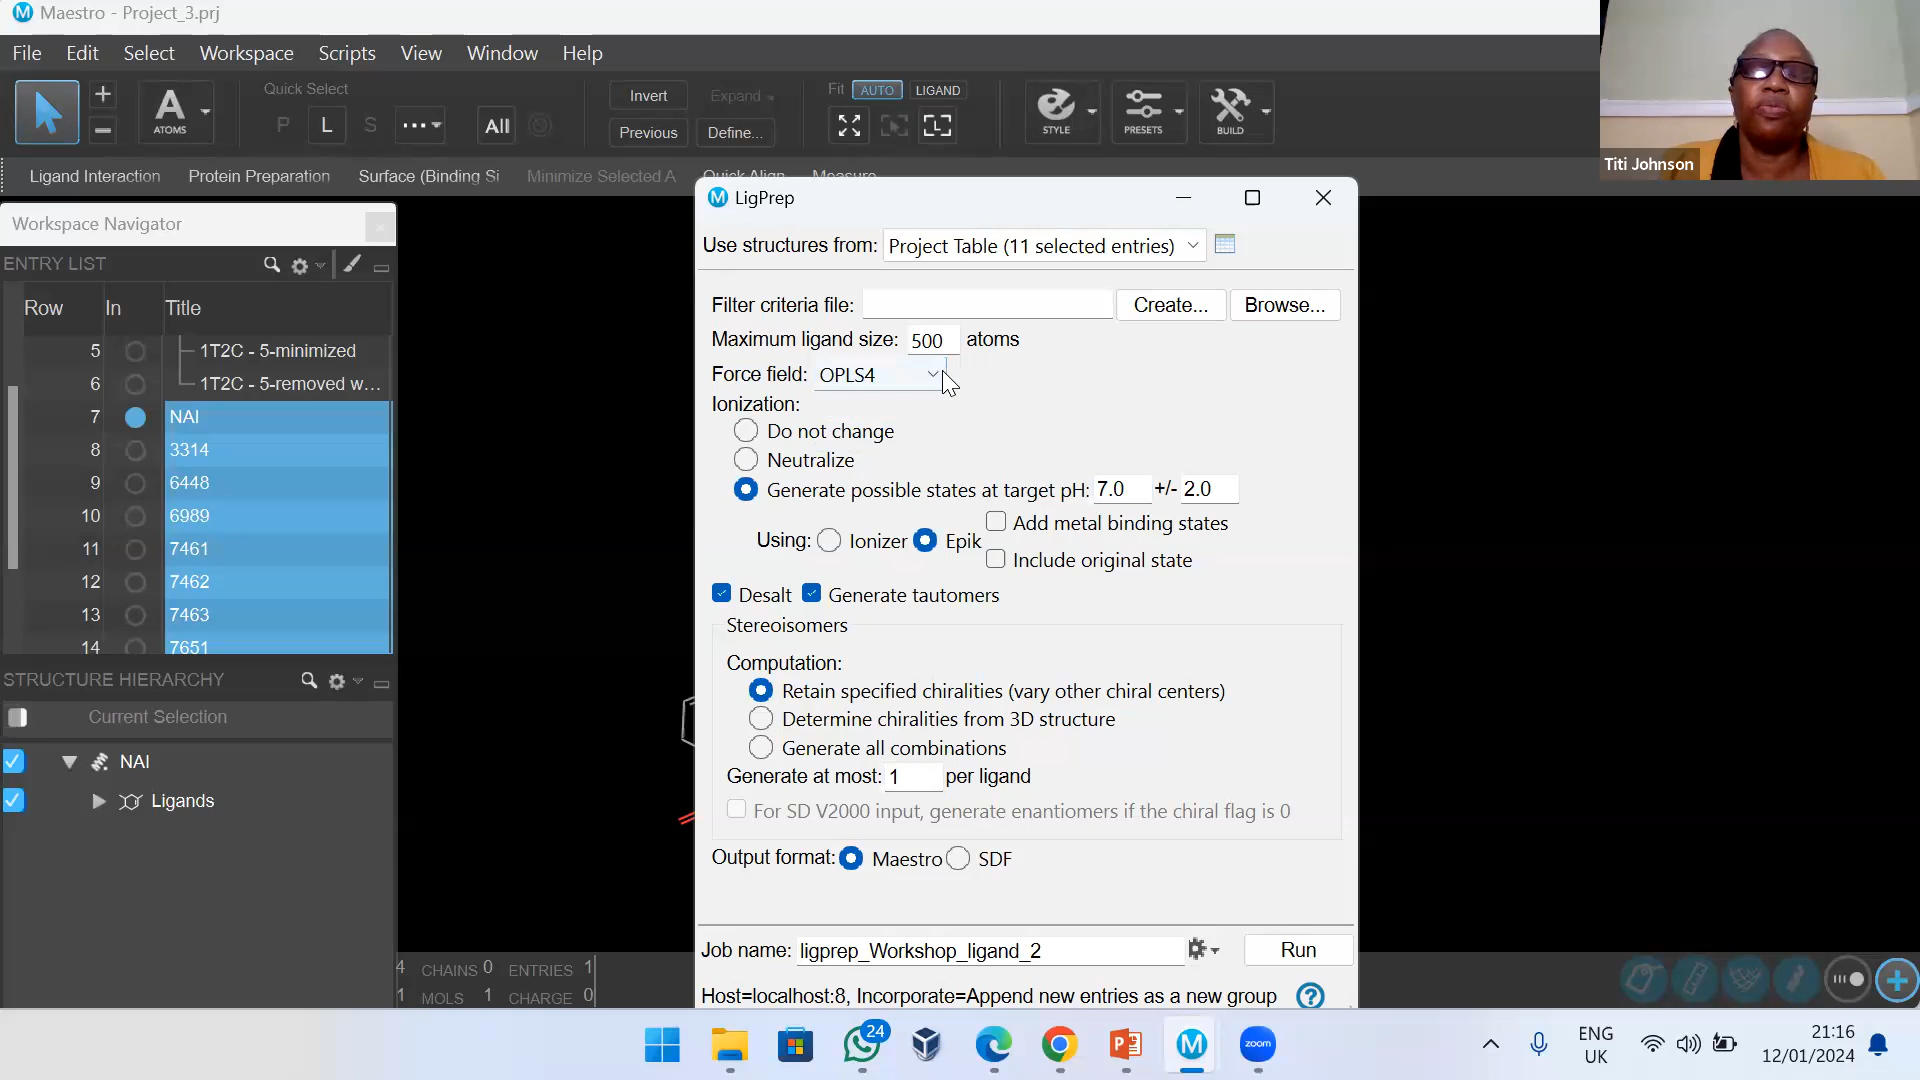 Maestro - Project_3.prj
File Edit Select Workspace Scripts View Window Help
Quick Select
Invert
Expand
Fit AUTO LIGAND
A
ATOMS
P L S ... All
Previous
Define...
STYLE
PRESETS
BUILD
Titi Johnson
Ligand Interaction Protein Preparation Surface (Binding Si Minimize Selected A Quick Align Measure
Workspace Navigator
ENTRY LIST
Row In Title
5 1T2C - 5-minimized
6 1T2C - 5-removed w...
7 NAI
8 3314
9 6448
10 6989
11 7461
12 7462
13 7463
14 7651
STRUCTURE HIERARCHY
Current Selection
NAI
Ligands
LigPrep
Use structures from: Project Table (11 selected entries)
Filter criteria file: Create... Browse...
Maximum ligand size: 500 atoms
Force field: OPLS4
Ionization:
Do not change
Neutralize
Generate possible states at target pH: 7.0 +/- 2.0
Add metal binding states
Using: Ionizer Epik
Include original state
Desalt Generate tautomers
Stereoisomers
Computation:
Retain specified chiralities (vary other chiral centers)
Determine chiralities from 3D structure
Generate all combinations
Generate at most: 1 per ligand
For SD V2000 input, generate enantiomers if the chiral flag is 0
Output format: Maestro SDF
Job name: ligprep_Workshop_ligand_2 Run
Host=localhost:8, Incorporate=Append new entries as a new group
4 CHAINS 0 ENTRIES 1
1 MOLS 1 CHARGE 0
24
zoom
ENG
UK
21:16
12/01/2024